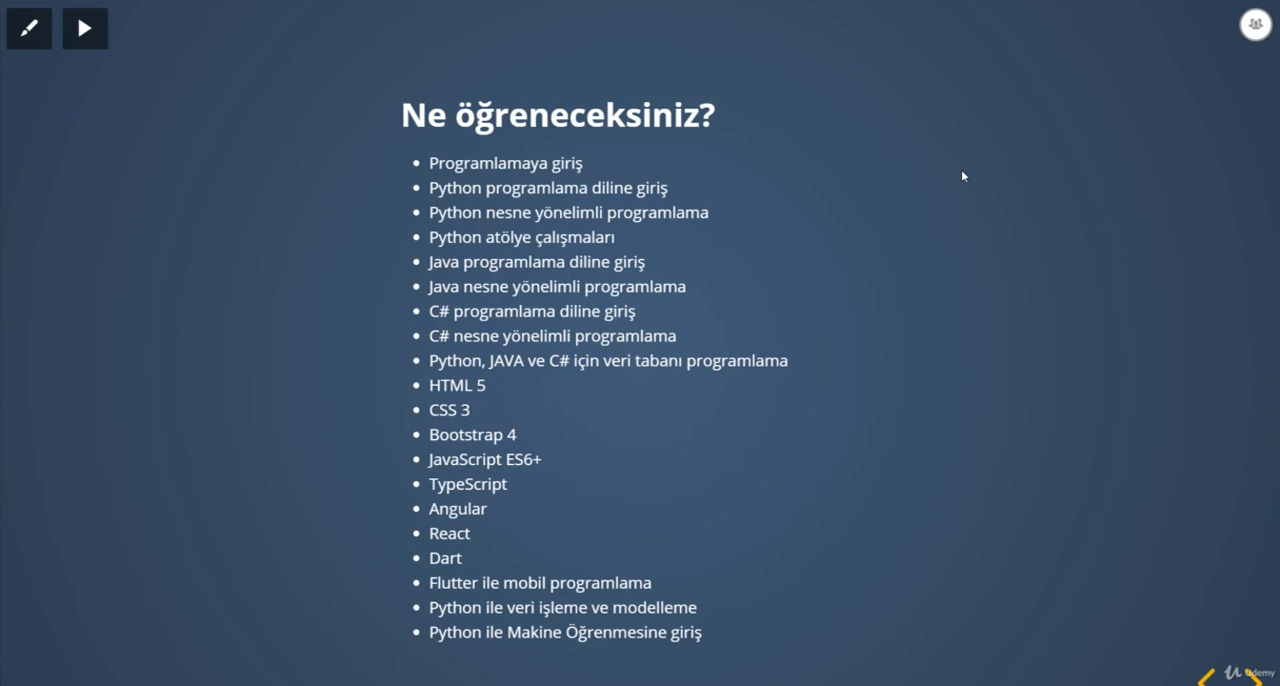 Ne öğreneceksiniz?
Programlamaya giriş
Python programlama diline giriş
Python nesne yönelimli programlama
Python atölye çalışmaları
Java programlama diline giriş
Java nesne yönelimli programlama
C# programlama diline giriş
C# nesne yönelimli programlama
Python, JAVA ve C# için veri tabanı programlama
HTML 5
CSS 3
Bootstrap 4
JavaScript ES6+
TypeScript
Angular
React
Dart
Flutter ile mobil programlama
Python ile veri işleme ve modelleme
Python ile Makine Öğrenmesine giriş
Udemy